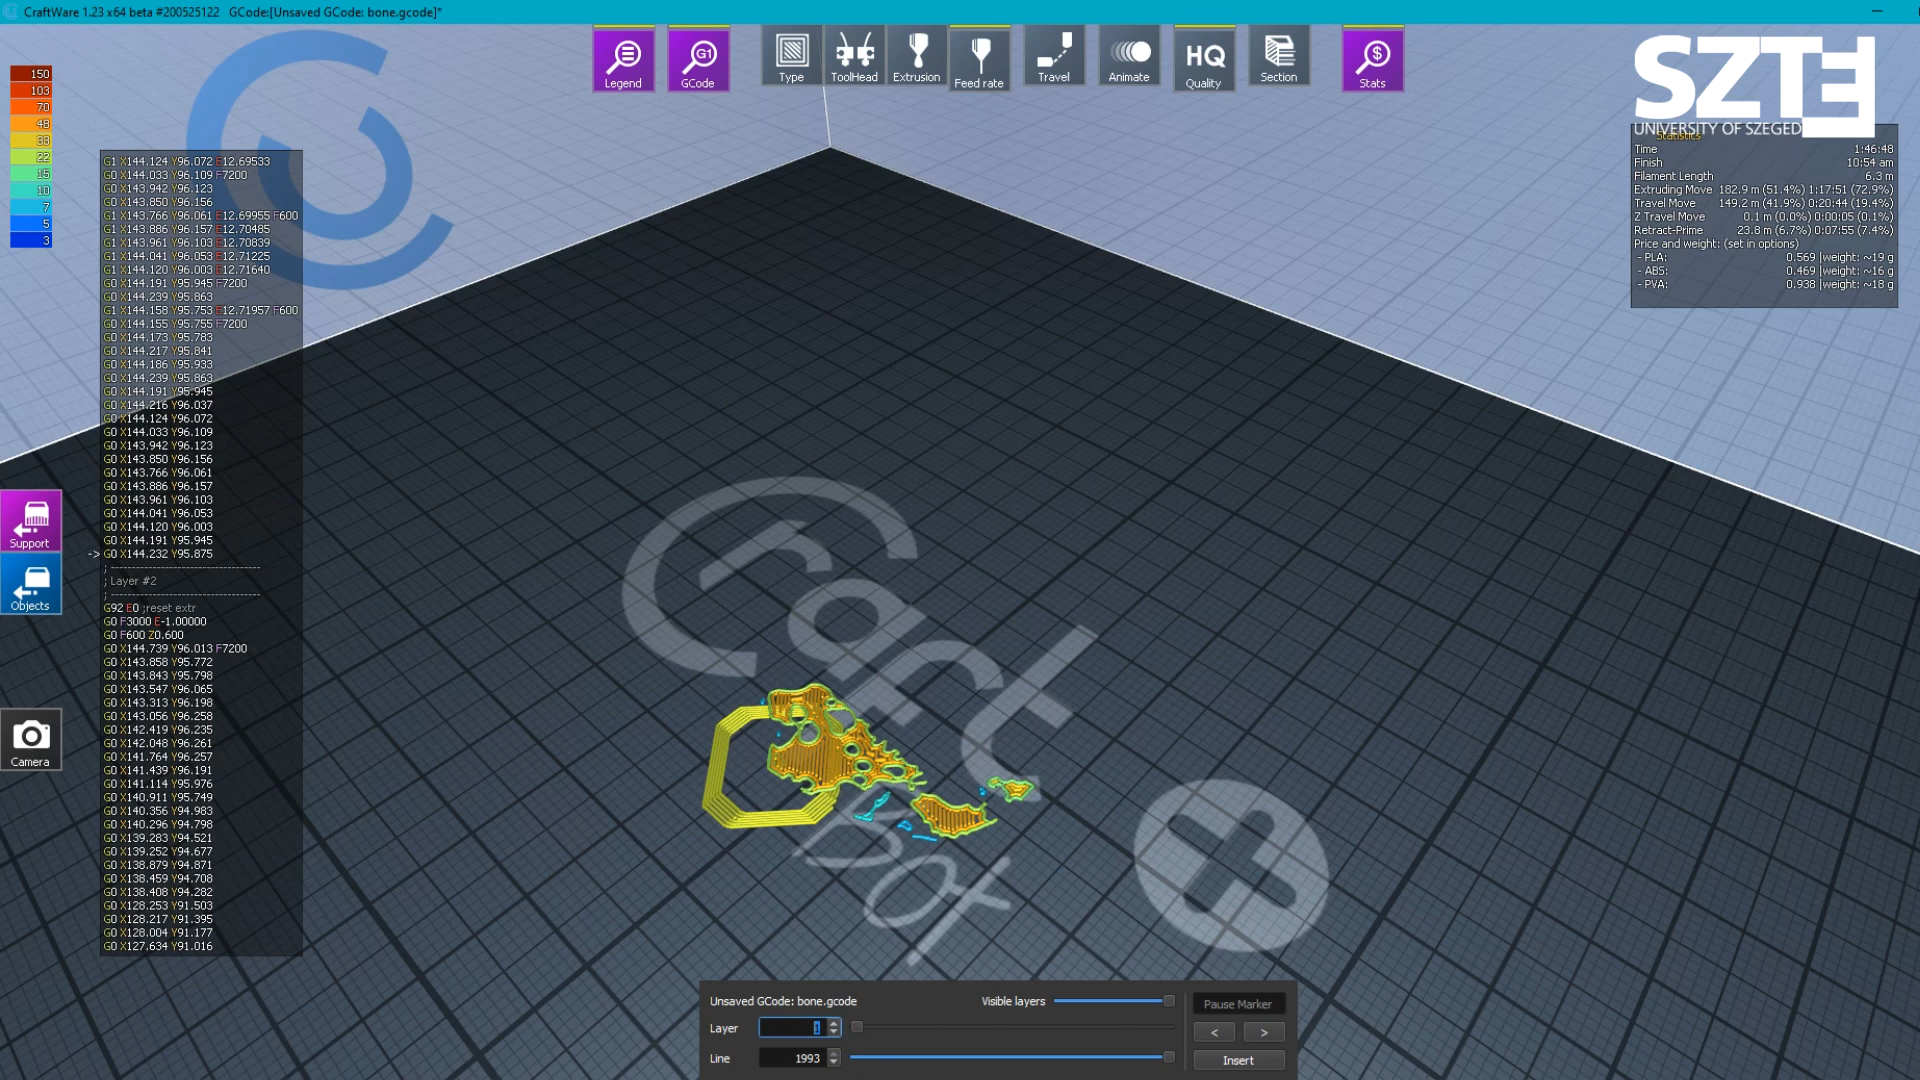 CraftWare 1.23 x64 beta #200525122 GCode:[Unsaved GCode: bone.gcode]*
Legend
GCode
Type
ToolHead
Extrusion
Feed rate
Travel
Animate
HQ
Quality
Section
Stats
SZTE
UNIVERSITY OF SZEGED
Statistics
Time 1:46:48
Finish 10:54 am
Filament Length 6.3 m
Extruding Move 182.9 m (51.4%) 1:17:51 (72.9%)
Travel Move 149.2 m (41.9%) 0:20:44 (19.4%)
Z Travel Move 0.1 m (0.0%) 0:00:05 (0.1%)
Retract-Prime 23.8 m (6.7%) 0:07:55 (7.4%)
Price and weight: (set in options)
- PLA: 0.569 |weight: ~19 g
- ABS: 0.469 |weight: ~16 g
- PVA: 0.938 |weight: ~18 g
150
103
70
48
33
22
15
10
7
5
3
G1 X144.124 Y96.072 E12.69533
G0 X144.033 Y96.109 F7200
G0 X143.942 Y96.123
G0 X143.850 Y96.156
G1 X143.766 Y96.061 E12.69955 F600
G1 X143.886 Y96.157 E12.70485
G1 X143.961 Y96.103 E12.70839
G1 X144.041 Y96.053 E12.71225
G1 X144.120 Y96.003 E12.71640
G0 X144.191 Y95.945 F7200
G0 X144.239 Y95.863
G1 X144.158 Y95.753 E12.71957 F600
G0 X144.155 Y95.755 F7200
G0 X144.173 Y95.783
G0 X144.217 Y95.841
G0 X144.186 Y95.933
G0 X144.239 Y95.863
G0 X144.191 Y95.945
G0 X144.216 Y96.037
G0 X144.124 Y96.072
G0 X144.033 Y96.109
G0 X143.942 Y96.123
G0 X143.850 Y96.156
G0 X143.766 Y96.061
G0 X143.886 Y96.157
G0 X143.961 Y96.103
G0 X144.041 Y96.053
G0 X144.120 Y96.003
G0 X144.191 Y95.945
-> G0 X144.232 Y95.875
; -----------------------------------
; Layer #2
; -----------------------------------
G92 E0 ;reset extr
G0 F3000 E-1.00000
G0 F600 Z0.600
G0 X144.739 Y96.013 F7200
G0 X143.858 Y95.772
G0 X143.843 Y95.798
G0 X143.547 Y96.065
G0 X143.313 Y96.198
G0 X143.056 Y96.258
G0 X142.419 Y96.235
G0 X142.048 Y96.261
G0 X141.764 Y96.257
G0 X141.439 Y96.191
G0 X141.114 Y95.976
G0 X140.911 Y95.749
G0 X140.356 Y94.983
G0 X140.296 Y94.798
G0 X139.283 Y94.521
G0 X139.252 Y94.677
G0 X138.879 Y94.871
G0 X138.459 Y94.708
G0 X138.408 Y94.282
G0 X128.253 Y91.503
G0 X128.217 Y91.395
G0 X128.004 Y91.177
G0 X127.634 Y91.016
Support
Objects
Camera
Craft
bot
Unsaved GCode: bone.gcode
Visible layers
Layer 1
Line 1993
Pause Marker
< >
Insert